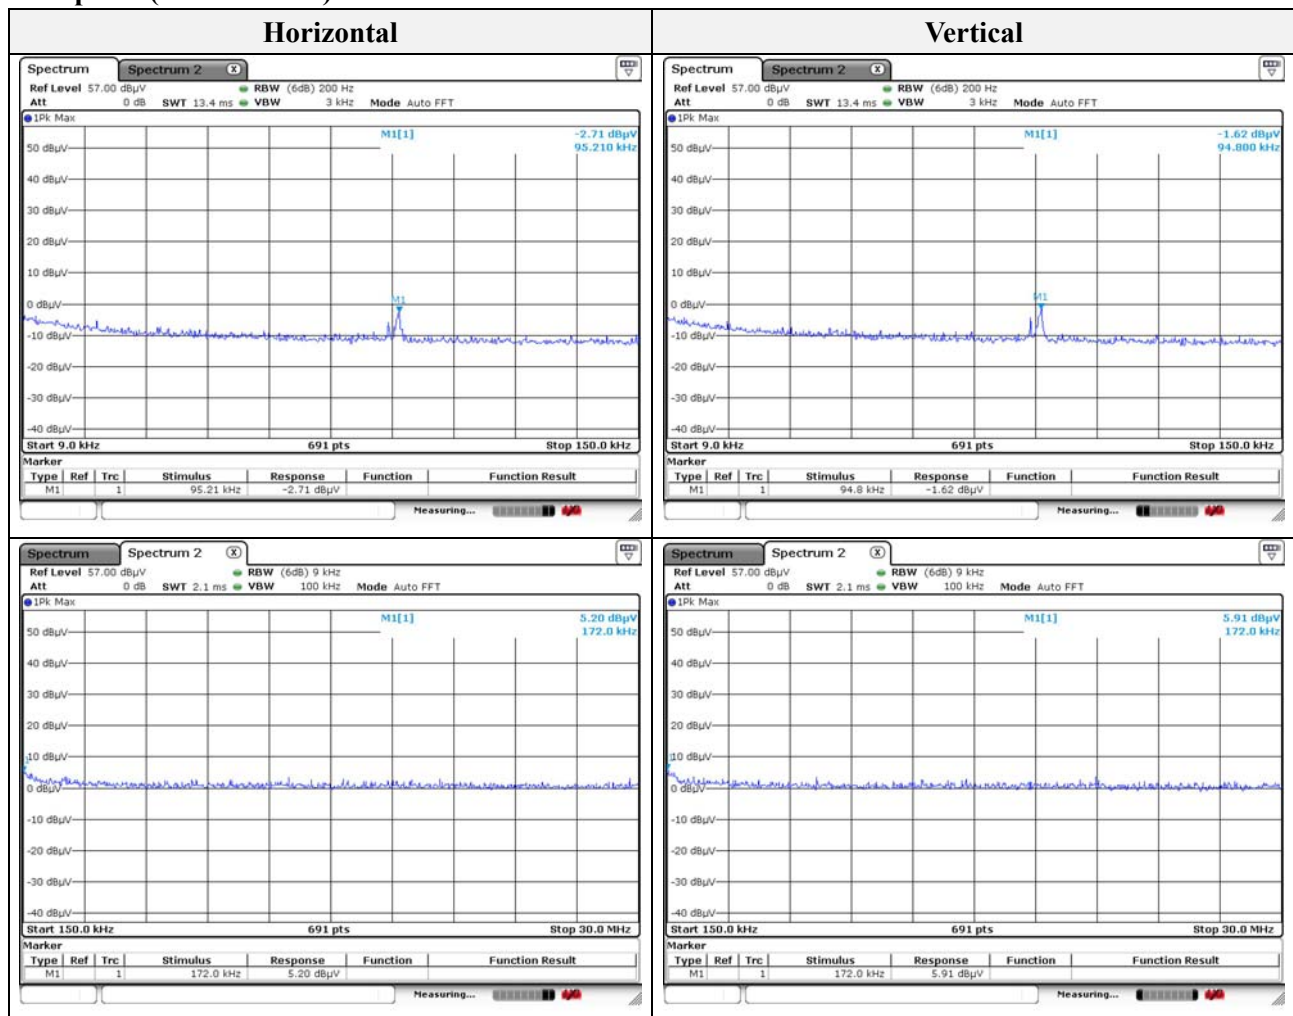 Horizontal
Vertical
Spectrum
Spectrum 2
Ref Level 57.00 dBµV
RBW (6dB) 200 Hz
Att 0 dB SWT 13.4 ms VBW 3 kHz Mode Auto FFT
1Pk Max
M1[1] -2.71 dBµV
95.210 kHz
50 dBµV
40 dBµV
30 dBµV
20 dBµV
10 dBµV
M1
0 dBµV
-10 dBµV
-20 dBµV
-30 dBµV
-40 dBµV
Start 9.0 kHz 691 pts Stop 150.0 kHz
Marker
Type Ref Trc Stimulus Response Function Function Result
M1 1 95.21 kHz -2.71 dBµV
Measuring...
Spectrum
Spectrum 2
Ref Level 57.00 dBµV
RBW (6dB) 200 Hz
Att 0 dB SWT 13.4 ms VBW 3 kHz Mode Auto FFT
1Pk Max
M1[1] -1.62 dBµV
94.800 kHz
50 dBµV
40 dBµV
30 dBµV
20 dBµV
10 dBµV
M1
0 dBµV
-10 dBµV
-20 dBµV
-30 dBµV
-40 dBµV
Start 9.0 kHz 691 pts Stop 150.0 kHz
Marker
Type Ref Trc Stimulus Response Function Function Result
M1 1 94.8 kHz -1.62 dBµV
Measuring...
Spectrum
Spectrum 2
Ref Level 57.00 dBµV
RBW (6dB) 9 kHz
Att 0 dB SWT 2.1 ms VBW 100 kHz Mode Auto FFT
1Pk Max
M1[1] 5.20 dBµV
172.0 kHz
50 dBµV
40 dBµV
30 dBµV
20 dBµV
10 dBµV
0 dBµV
-10 dBµV
-20 dBµV
-30 dBµV
-40 dBµV
Start 150.0 kHz 691 pts Stop 30.0 MHz
Marker
Type Ref Trc Stimulus Response Function Function Result
M1 1 172.0 kHz 5.20 dBµV
Measuring...
Spectrum
Spectrum 2
Ref Level 57.00 dBµV
RBW (6dB) 9 kHz
Att 0 dB SWT 2.1 ms VBW 100 kHz Mode Auto FFT
1Pk Max
M1[1] 5.91 dBµV
172.0 kHz
50 dBµV
40 dBµV
30 dBµV
20 dBµV
10 dBµV
0 dBµV
-10 dBµV
-20 dBµV
-30 dBµV
-40 dBµV
Start 150.0 kHz 691 pts Stop 30.0 MHz
Marker
Type Ref Trc Stimulus Response Function Function Result
M1 1 172.0 kHz 5.91 dBµV
Measuring...